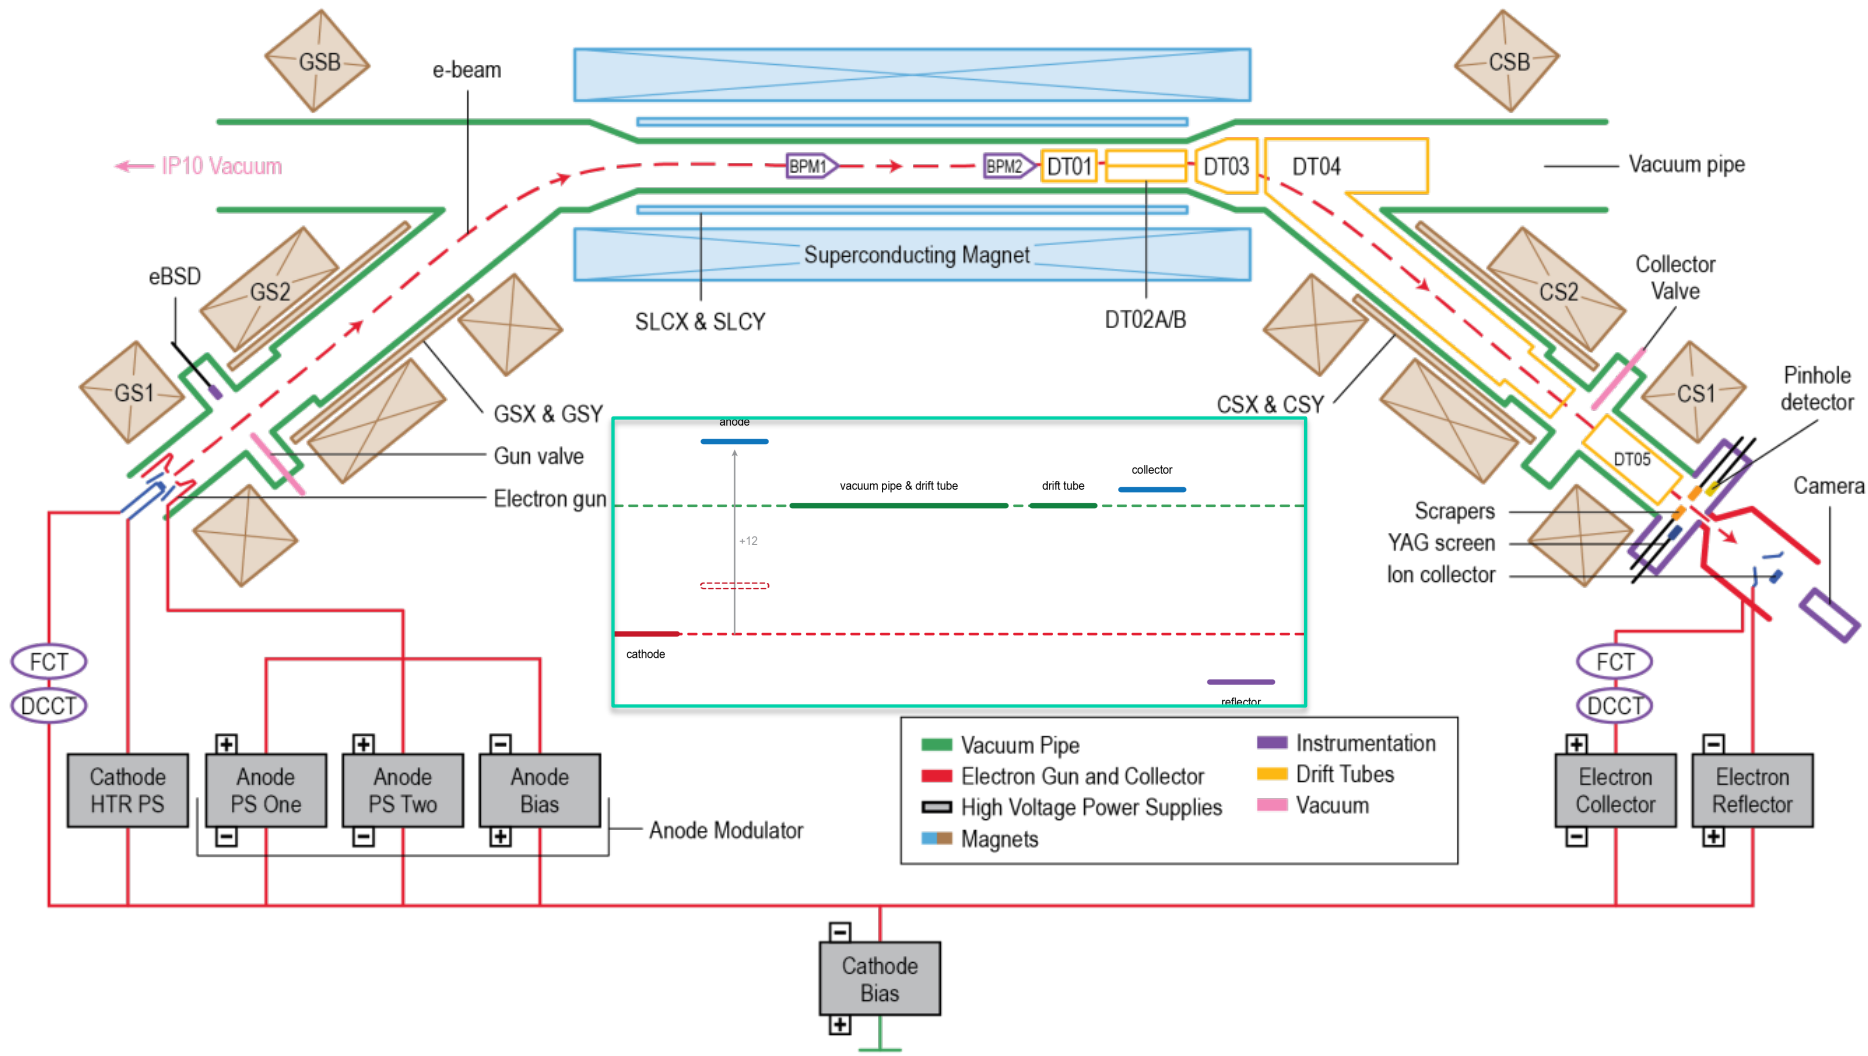 GSB
e-beam
CSB
IP10 Vacuum
BPM1
BPM2
DT01
DT03
DT04
Vacuum pipe
Superconducting Magnet
eBSD
GS2
SLCX & SLCY
DT02A/B
CS2
Collector
Valve
GS1
GSX & GSY
CSX & CSY
CS1
Pinhole
detector
Gun valve
Electron gun
DT05
Camera
Scrapers
YAG screen
Ion collector
anode
vacuum pipe & drift tube
drift tube
collector
+12
cathode
reflector
FCT
DCCT
FCT
DCCT
+
+
-
Cathode
HTR PS
Anode
PS One
Anode
PS Two
Anode
Bias
-
-
+
Anode Modulator
Vacuum Pipe
Electron Gun and Collector
High Voltage Power Supplies
Magnets
Instrumentation
Drift Tubes
Vacuum
+
-
Electron
Collector
Electron
Reflector
-
+
-
Cathode
Bias
+